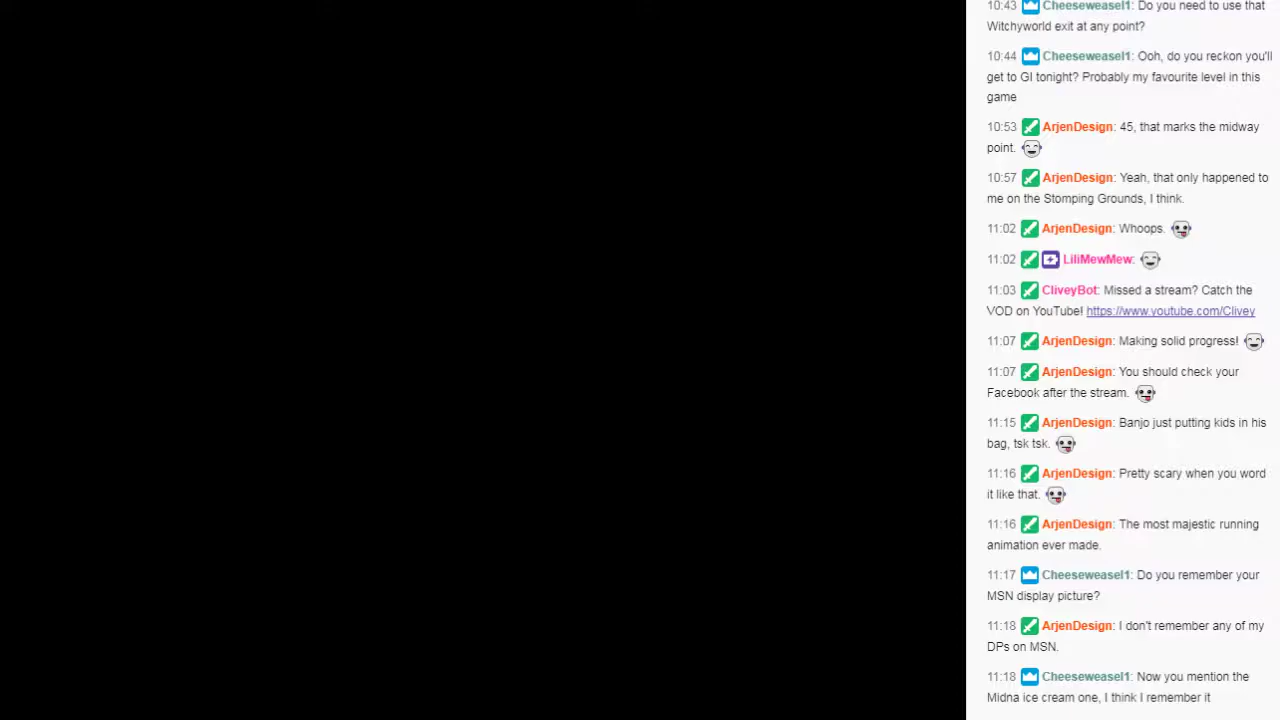 10:43 Cheeseweasel1: Do you need to use that
Witchyworld exit at any point?
10:44 Cheeseweasel1: Ooh, do you reckon you'll
get to GI tonight? Probably my favourite level in this
game
10:53 ArjenDesign: 45, that marks the midway
point.
10:57 ArjenDesign: Yeah, that only happened to
me on the Stomping Grounds, I think.
11:02 ArjenDesign: Whoops.
11:02 LiliMewMew:
11:03 CliveyBot: Missed a stream? Catch the
VOD on YouTube! https://www.youtube.com/Clivey
11:07 ArjenDesign: Making solid progress!
11:07 ArjenDesign: You should check your
Facebook after the stream.
11:15 ArjenDesign: Banjo just putting kids in his
bag, tsk tsk.
11:16 ArjenDesign: Pretty scary when you word
it like that.
11:16 ArjenDesign: The most majestic running
animation ever made.
11:17 Cheeseweasel1: Do you remember your
MSN display picture?
11:18 ArjenDesign: I don't remember any of my
DPs on MSN.
11:18 Cheeseweasel1: Now you mention the
Midna ice cream one, I think I remember it